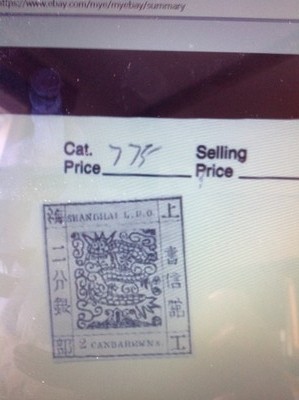 https://www.ebay.com/mye/myebay/summary
Cat.
Price 775
Selling
Price
SHANGHAI L.P.O.
上
海
工
部
書信館
二分銀
2 CANDAREENS